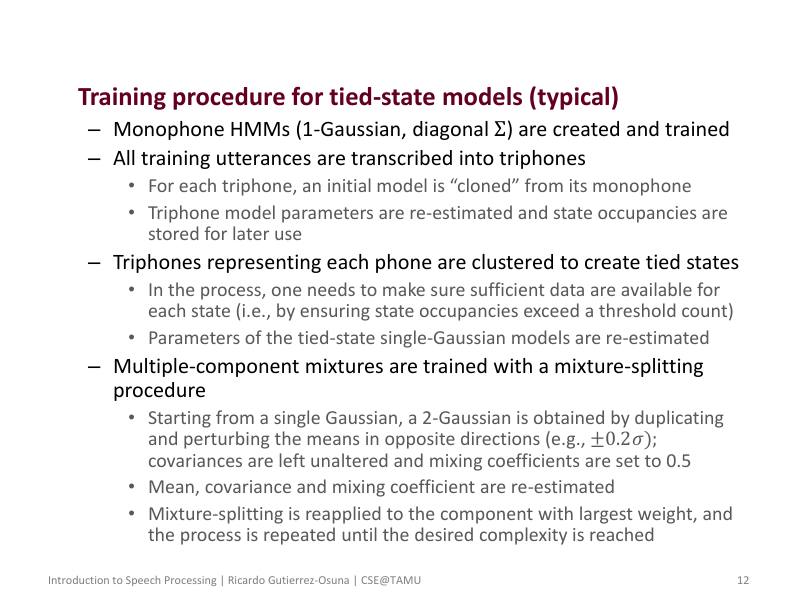 Training procedure for tied-state models (typical)
– Monophone HMMs (1-Gaussian, diagonal Σ) are created and trained
– All training utterances are transcribed into triphones
• For each triphone, an initial model is “cloned” from its monophone
• Triphone model parameters are re-estimated and state occupancies are
stored for later use
– Triphones representing each phone are clustered to create tied states
• In the process, one needs to make sure sufficient data are available for
each state (i.e., by ensuring state occupancies exceed a threshold count)
• Parameters of the tied-state single-Gaussian models are re-estimated
– Multiple-component mixtures are trained with a mixture-splitting
procedure
• Starting from a single Gaussian, a 2-Gaussian is obtained by duplicating
and perturbing the means in opposite directions (e.g., ±0.2𝜎);
covariances are left unaltered and mixing coefficients are set to 0.5
• Mean, covariance and mixing coefficient are re-estimated
• Mixture-splitting is reapplied to the component with largest weight, and
the process is repeated until the desired complexity is reached
Introduction to Speech Processing | Ricardo Gutierrez-Osuna | CSE@TAMU 12